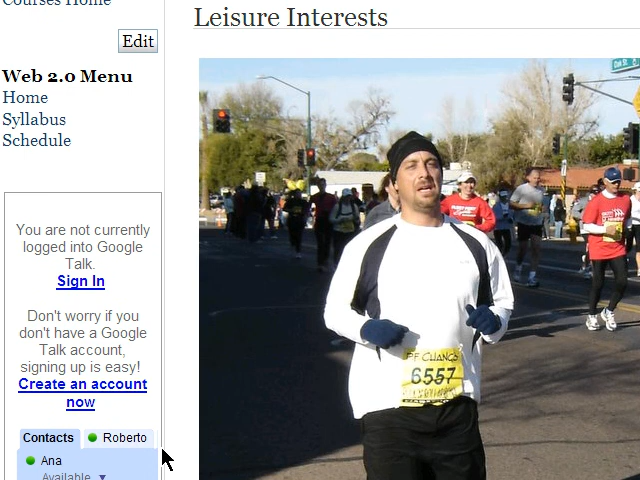 Courses Home
Edit
Web 2.0 Menu
Home
Syllabus
Schedule
You are not currently
logged into Google
Talk.
Sign In
Don't worry if you
don't have a Google
Talk account,
signing up is easy!
Create an account
now
Contacts
Roberto
Ana
Available
Leisure Interests
PF CHANG'S
6557